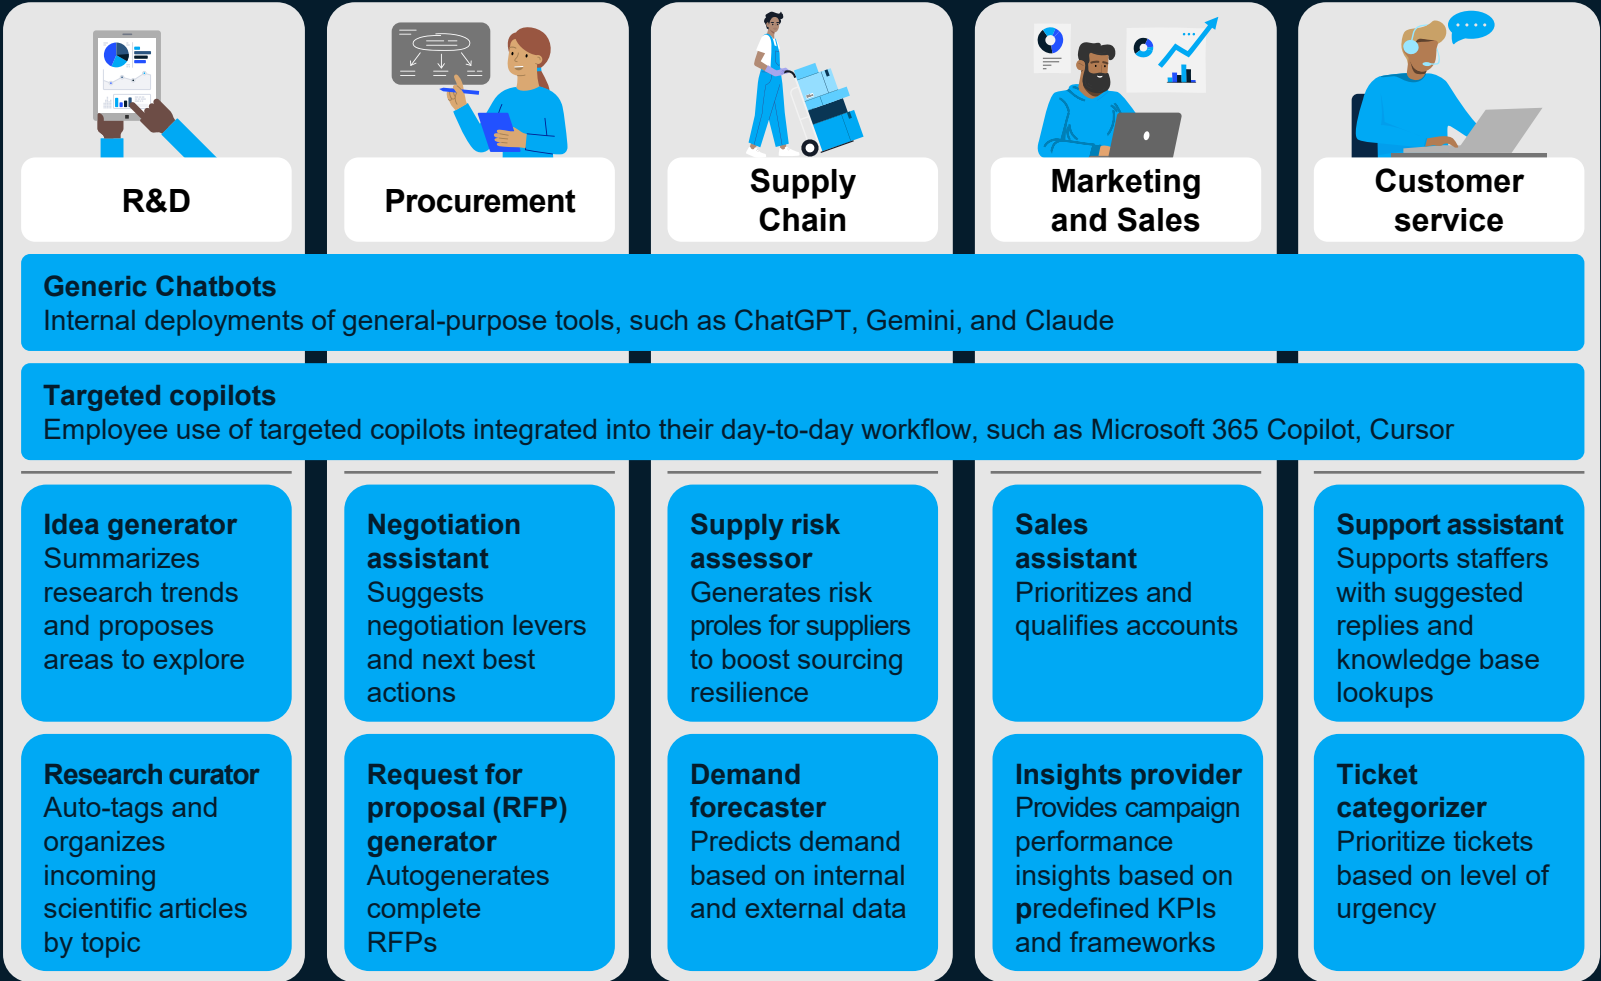 R&D
Procurement
Supply
Chain
Marketing
and Sales
Customer
service
Generic Chatbots
Internal deployments of general-purpose tools, such as ChatGPT, Gemini, and Claude
Targeted copilots
Employee use of targeted copilots integrated into their day-to-day workflow, such as Microsoft 365 Copilot, Cursor
Idea generator
Summarizes
research trends
and proposes
areas to explore
Negotiation
assistant
Suggests
negotiation levers
and next best
actions
Supply risk
assessor
Generates risk
proles for suppliers
to boost sourcing
resilience
Sales
assistant
Prioritizes and
qualifies accounts
Support assistant
Supports staffers
with suggested
replies and
knowledge base
lookups
Research curator
Auto-tags and
organizes
incoming
scientific articles
by topic
Request for
proposal (RFP)
generator
Autogenerates
complete
RFPs
Demand
forecaster
Predicts demand
based on internal
and external data
Insights provider
Provides campaign
performance
insights based on
predefined KPIs
and frameworks
Ticket
categorizer
Prioritize tickets
based on level of
urgency